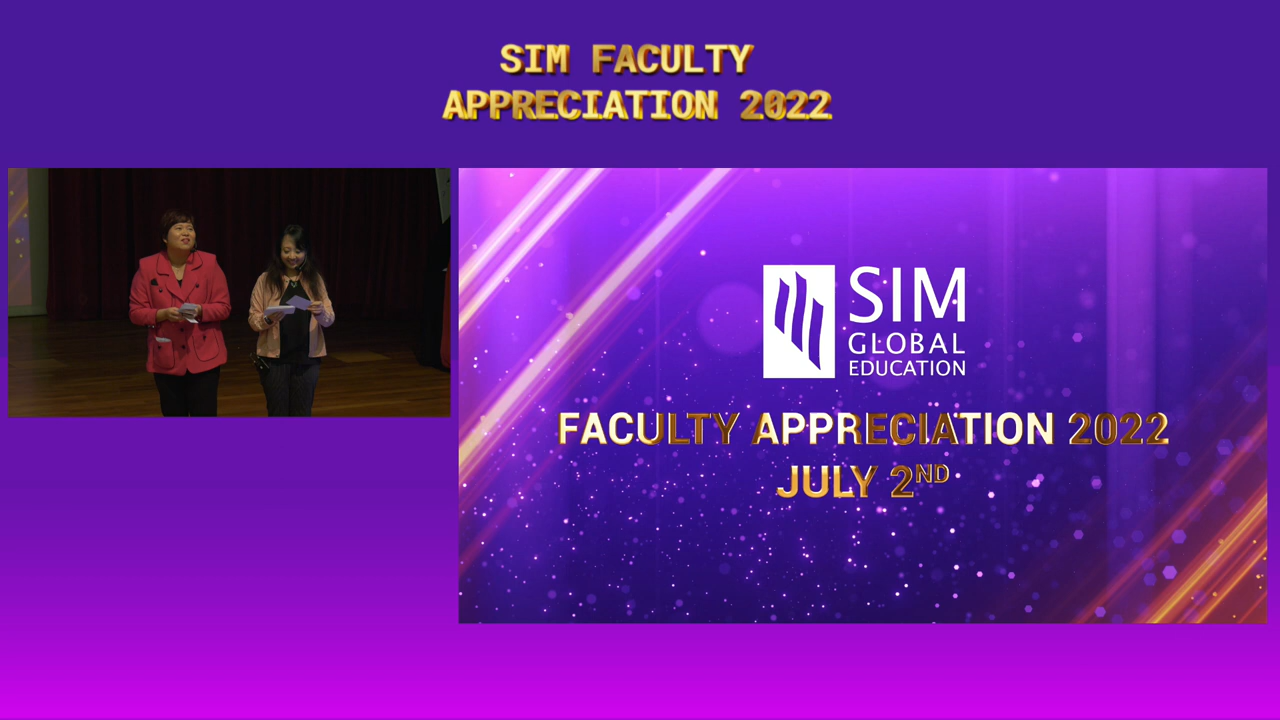 SIM FACULTY
APPRECIATION 2022
SIM
GLOBAL
EDUCATION
FACULTY APPRECIATION 2022
JULY 2ND